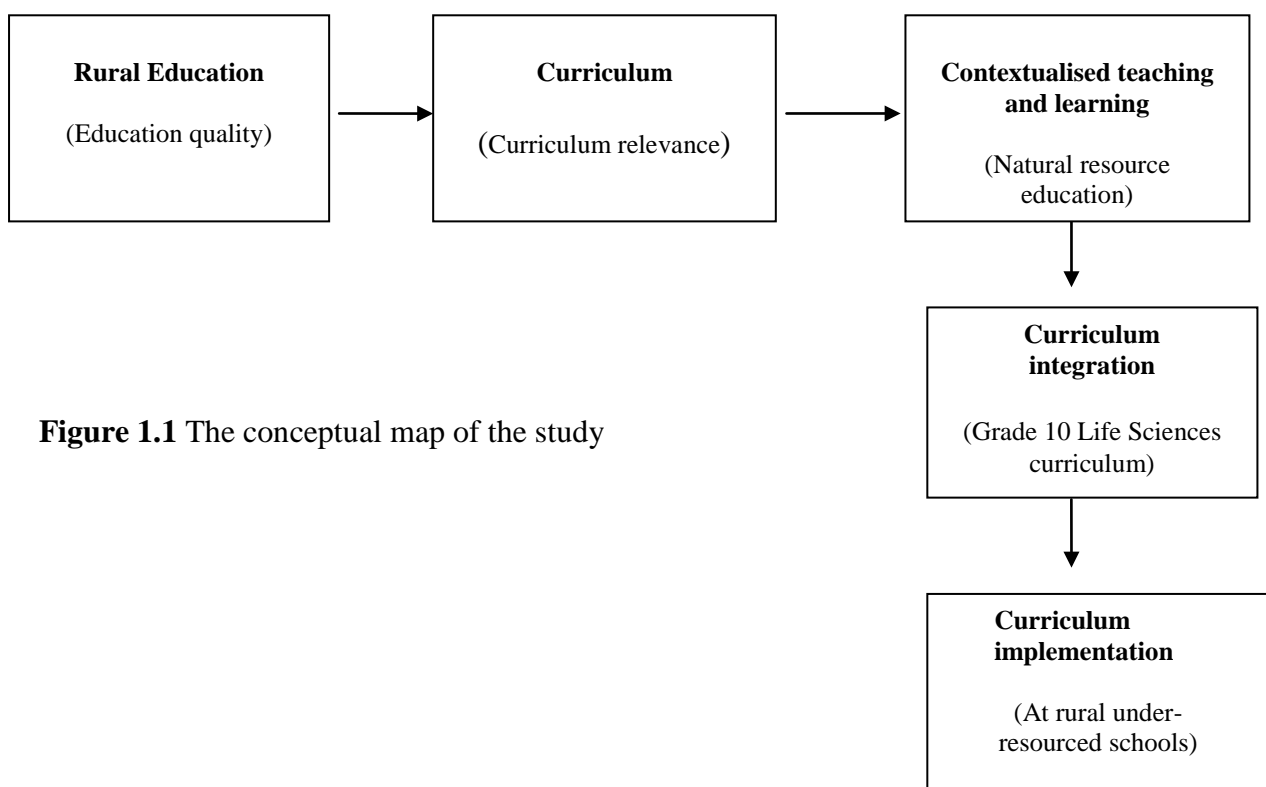 Rural Education
(Education quality)
Curriculum
(Curriculum relevance)
Contextualised teaching
and learning
(Natural resource
education)
Curriculum
integration
(Grade 10 Life Sciences
curriculum)
Figure 1.1 The conceptual map of the study
Curriculum
implementation
(At rural under-
resourced schools)